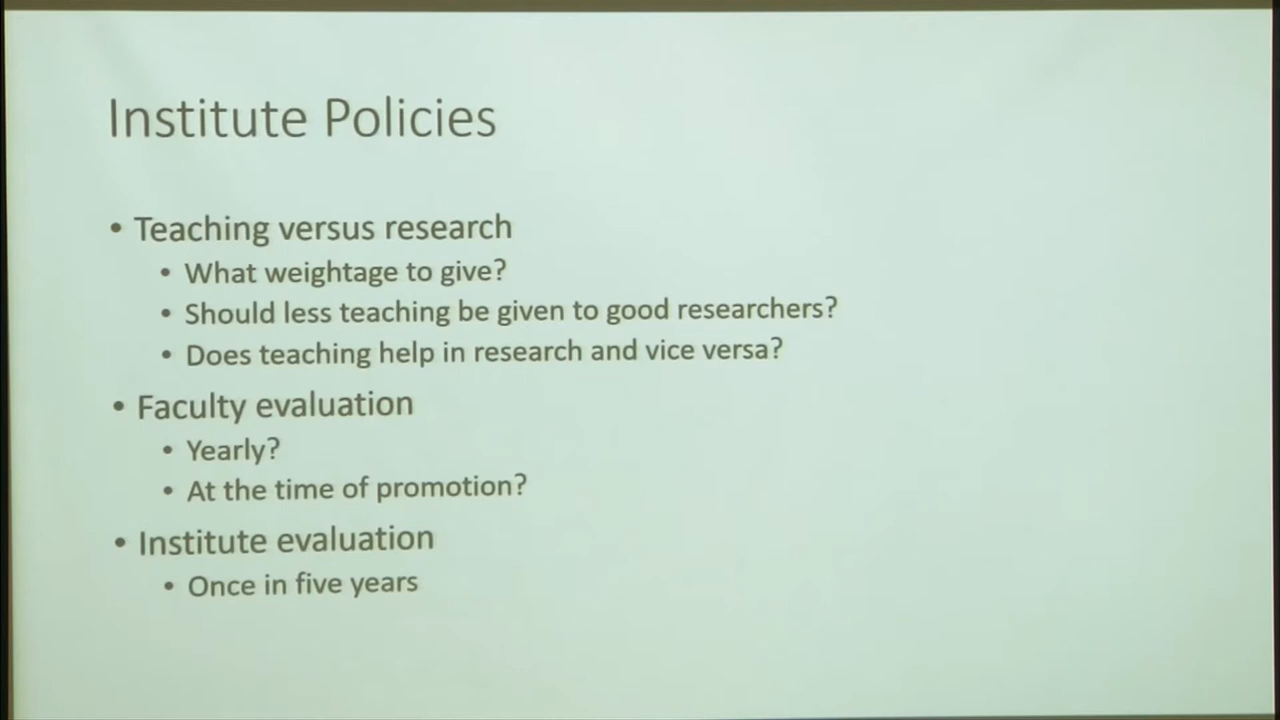 Institute Policies
• Teaching versus research
• What weightage to give?
• Should less teaching be given to good researchers?
• Does teaching help in research and vice versa?
• Faculty evaluation
• Yearly?
• At the time of promotion?
• Institute evaluation
• Once in five years